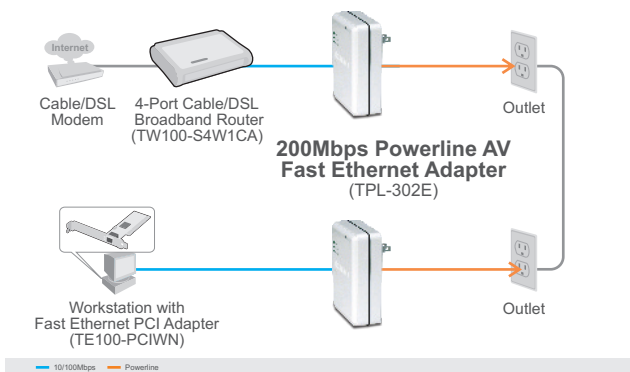 Internet
Cable/DSL
Modem
4-Port Cable/DSL
Broadband Router
(TW100-S4W1CA)
Outlet
200Mbps Powerline AV
Fast Ethernet Adapter
(TPL-302E)
Workstation with
Fast Ethernet PCI Adapter
(TE100-PCIWN)
Outlet
10/100Mbps
Powerline